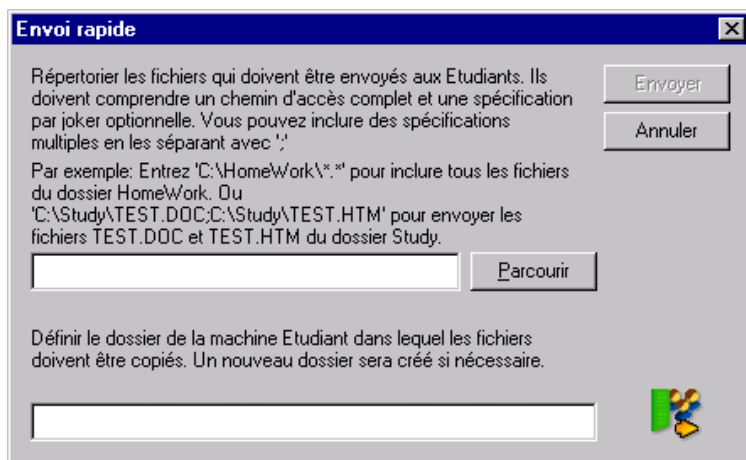 Envoi rapide
Répertorier les fichiers qui doivent être envoyés aux Etudiants. Ils
doivent comprendre un chemin d'accès complet et une spécification
par joker optionnelle. Vous pouvez inclure des spécifications
multiples en les séparant avec ';'
Par exemple: Entrez 'C:\HomeWork\*.*' pour inclure tous les fichiers
du dossier HomeWork. Ou
'C:\Study\TEST.DOC;C:\Study\TEST.HTM' pour envoyer les
fichiers TEST.DOC et TEST.HTM du dossier Study.
Envoyer
Annuler
Parcourir
Définir le dossier de la machine Etudiant dans lequel les fichiers
doivent être copiés. Un nouveau dossier sera créé si nécessaire.